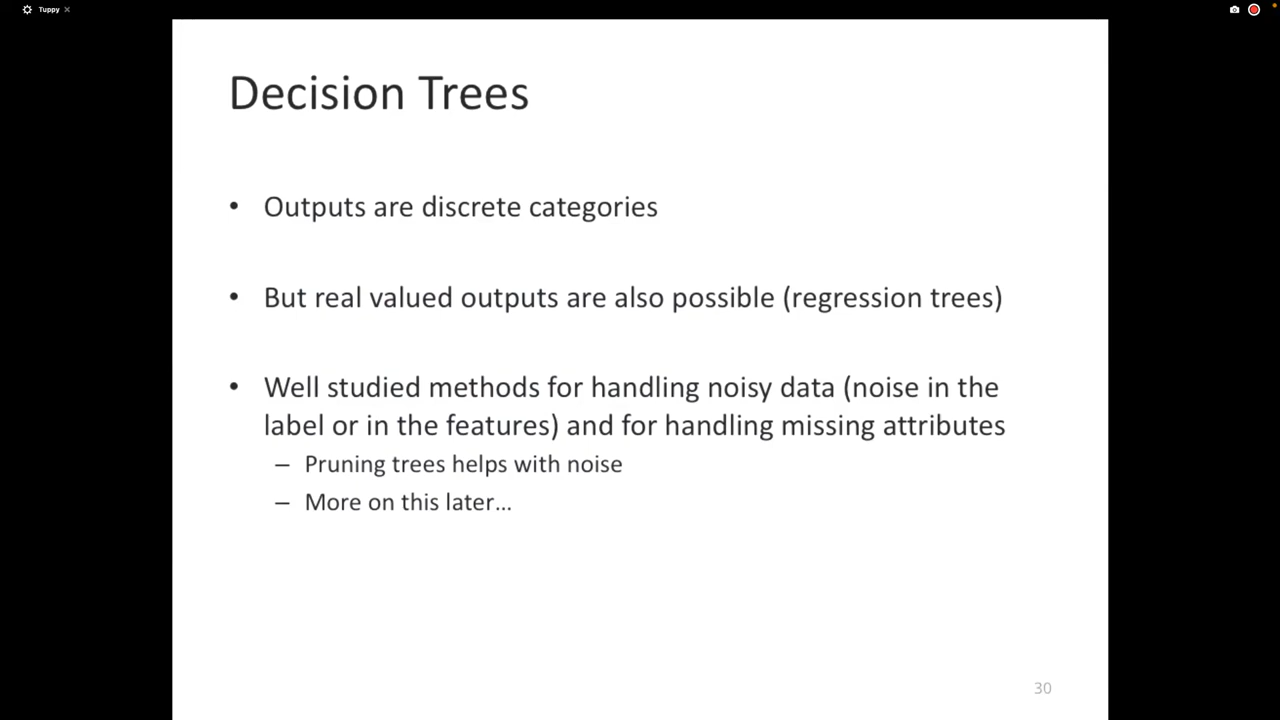 Tuppy ×
Decision Trees
• Outputs are discrete categories
• But real valued outputs are also possible (regression trees)
• Well studied methods for handling noisy data (noise in the
label or in the features) and for handling missing attributes
– Pruning trees helps with noise
– More on this later…
30